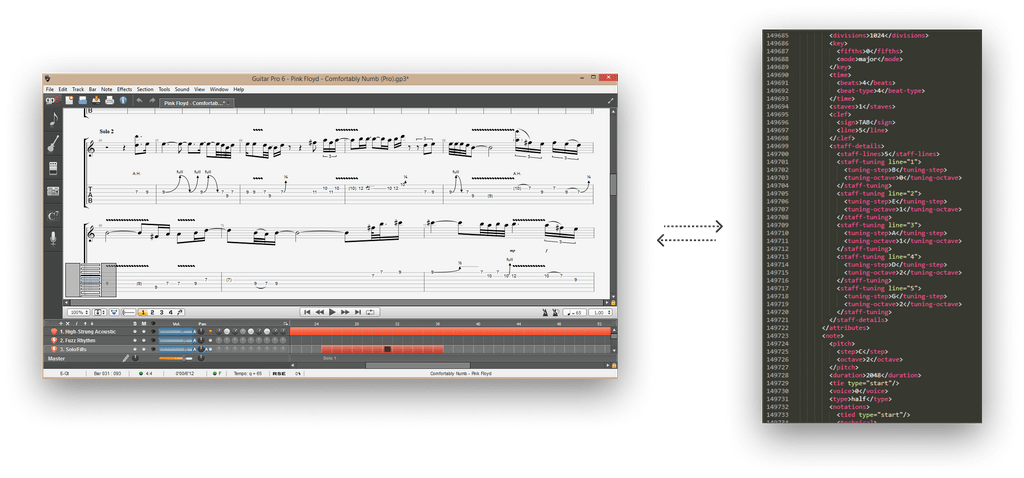 Guitar Pro 6 - Pink Floyd - Comfortably Numb (Pro).gp3*
File Edit Track Bar Note Effects Section Tools Sound View Window Help
Pink Floyd - Comfortab...*
Solo 2
A.H.
full
full
full
full
A.H.
mp
f
full
100%
1 2 3 4
65
1.00
S M
Vol.
Pan
1. High-Strung Acoustic
2. Fuzz Rhythm
3. Solo/Fills
Master
Bar 031 : 093
4:4
Tempo: q = 65
RSE
Comfortably Numb - Pink Floyd
149685 <divisions>1024</divisions>
149686 <key>
149687 <fifths>0</fifths>
149688 <mode>major</mode>
149689 </key>
149690 <time>
149691 <beats>4</beats>
149692 <beat-type>4</beat-type>
149693 </time>
149694 <staves>1</staves>
149695 <clef>
149696 <sign>TAB</sign>
149697 <line>5</line>
149698 </clef>
149699 <staff-details>
149700 <staff-lines>5</staff-lines>
149701 <staff-tuning line="1">
149702 <tuning-step>B</tuning-step>
149703 <tuning-octave>0</tuning-octave>
149704 </staff-tuning>
149705 <staff-tuning line="2">
149706 <tuning-step>E</tuning-step>
149707 <tuning-octave>1</tuning-octave>
149708 </staff-tuning>
149709 <staff-tuning line="3">
149710 <tuning-step>A</tuning-step>
149711 <tuning-octave>1</tuning-octave>
149712 </staff-tuning>
149713 <staff-tuning line="4">
149714 <tuning-step>D</tuning-step>
149715 <tuning-octave>2</tuning-octave>
149716 </staff-tuning>
149717 <staff-tuning line="5">
149718 <tuning-step>G</tuning-step>
149719 <tuning-octave>2</tuning-octave>
149720 </staff-tuning>
149721 </staff-details>
149722 </attributes>
149723 <note>
149724 <pitch>
149725 <step>C</step>
149726 <octave>2</octave>
149727 </pitch>
149728 <duration>2048</duration>
149729 <tie type="start"/>
149730 <voice>0</voice>
149731 <type>half</type>
149732 <notations>
149733 <tied type="start"/>